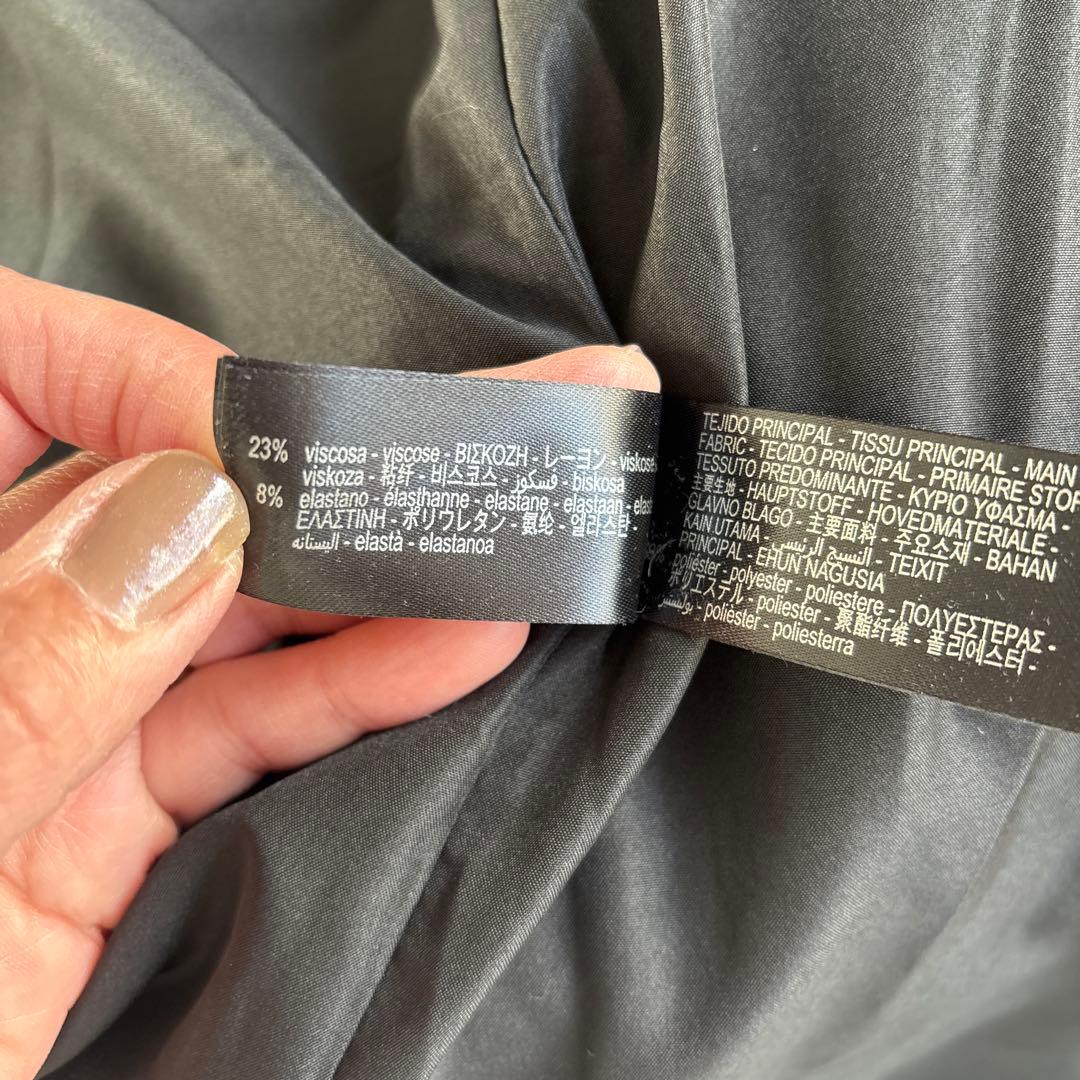 23% viscosa - viscose - ΒΙΣΚΟΖΗ - レーヨン - viskose
viskoza - 粘纤 - 비스코스 - فسكوز - biskosa
8% elastano - élasthanne - elastane - elastaan -
ΕΛΑΣΤΙΝΗ - ポリウレタン - 氨纶 - 엘라스탄 -
اليستانه - elastà - elastanoa
TEJIDO PRINCIPAL - TISSU PRINCIPAL - MAIN
FABRIC - TECIDO PRINCIPAL - PRIMAIRE STOF
TESSUTO PREDOMINANTE - ΚΥΡΙΟ ΥΦΑΣΜΑ -
主要生地 - HAUPTSTOFF - HOVEDMATERIALE -
GLAVNO BLAGO - 主要面料 - 주요소재 - BAHAN
KAIN UTAMA - النسيج الرئيسي - TEIXIT
PRINCIPAL - EHUN NAGUSIA
poliéster - polyester - poliestere - ΠΟΛΥΕΣΤΕΡΑΣ -
ポリエステル - poliester - 聚酯纤维 - 폴리에스터 -
بوليستر - polièster - poliesterra